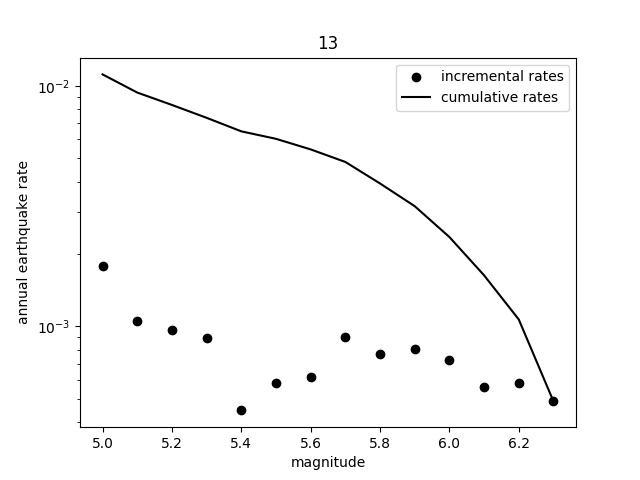 13
incremental rates
cumulative rates
10⁻²
10⁻³
annual earthquake rate
5.0 5.2 5.4 5.6 5.8 6.0 6.2
magnitude